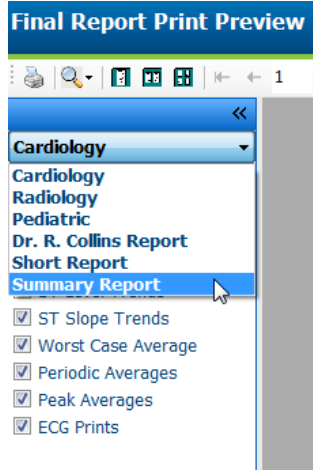 Final Report Print Preview
1
Cardiology
Cardiology
Radiology
Pediatric
Dr. R. Collins Report
Short Report
Summary Report
ST Slope Trends
Worst Case Average
Periodic Averages
Peak Averages
ECG Prints